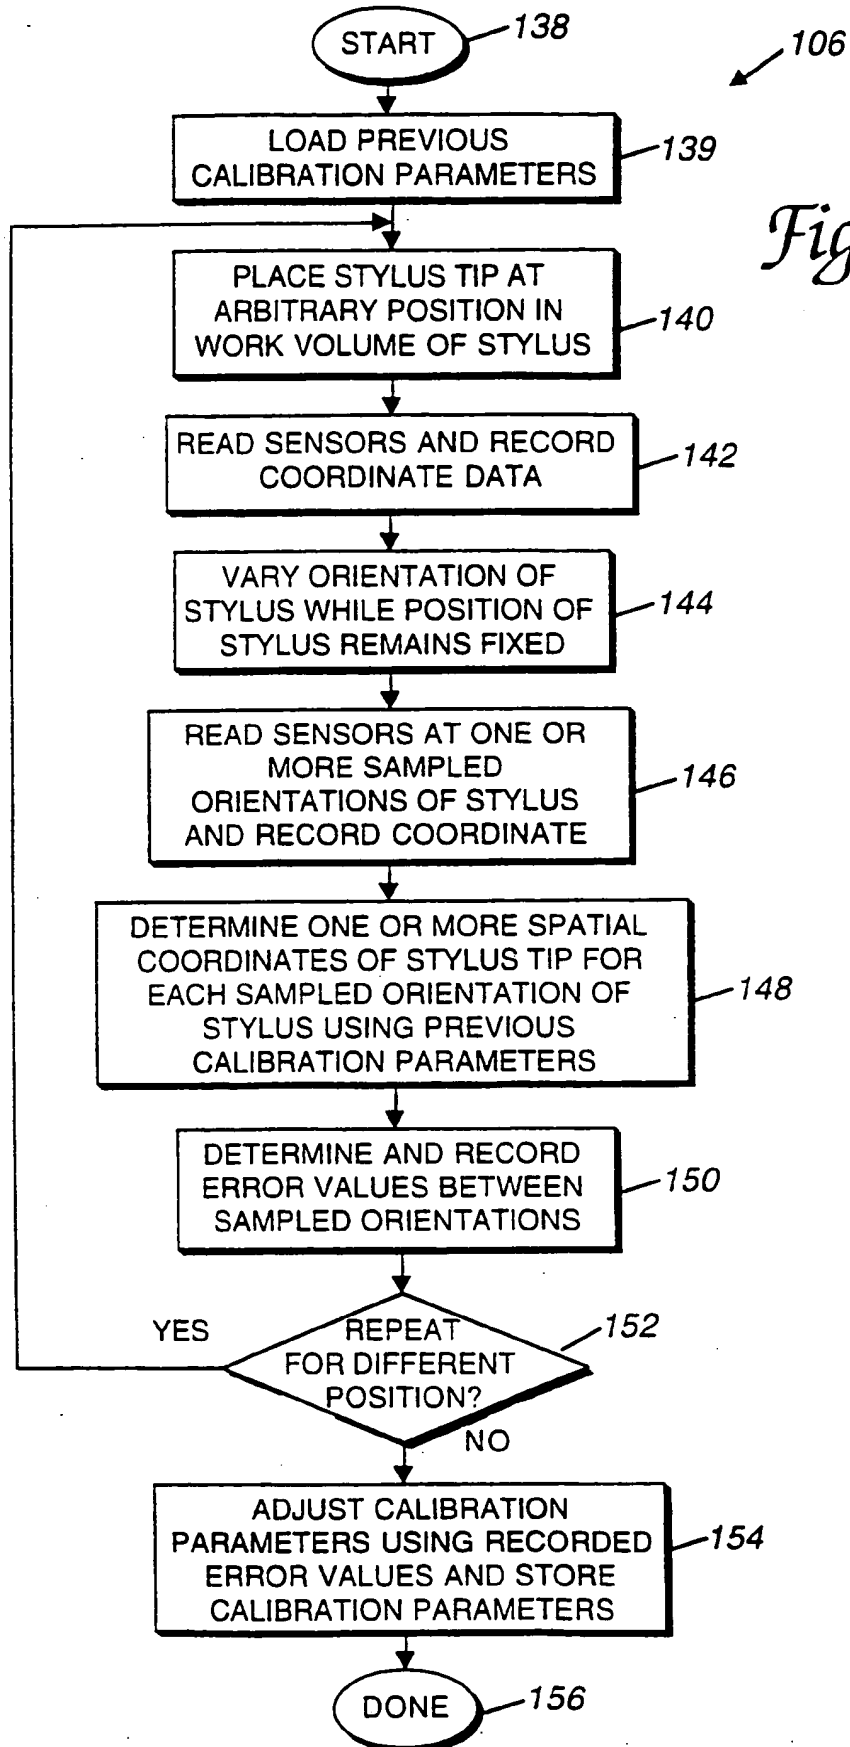 START
138
106
LOAD PREVIOUS
CALIBRATION PARAMETERS
139
Fig
PLACE STYLUS TIP AT
ARBITRARY POSITION IN
WORK VOLUME OF STYLUS
140
READ SENSORS AND RECORD
COORDINATE DATA
142
VARY ORIENTATION OF
STYLUS WHILE POSITION OF
STYLUS REMAINS FIXED
144
READ SENSORS AT ONE OR
MORE SAMPLED
ORIENTATIONS OF STYLUS
AND RECORD COORDINATE
146
DETERMINE ONE OR MORE SPATIAL
COORDINATES OF STYLUS TIP FOR
EACH SAMPLED ORIENTATION OF
STYLUS USING PREVIOUS
CALIBRATION PARAMETERS
148
DETERMINE AND RECORD
ERROR VALUES BETWEEN
SAMPLED ORIENTATIONS
150
YES
REPEAT
FOR DIFFERENT
POSITION?
152
NO
ADJUST CALIBRATION
PARAMETERS USING RECORDED
ERROR VALUES AND STORE
CALIBRATION PARAMETERS
154
DONE
156